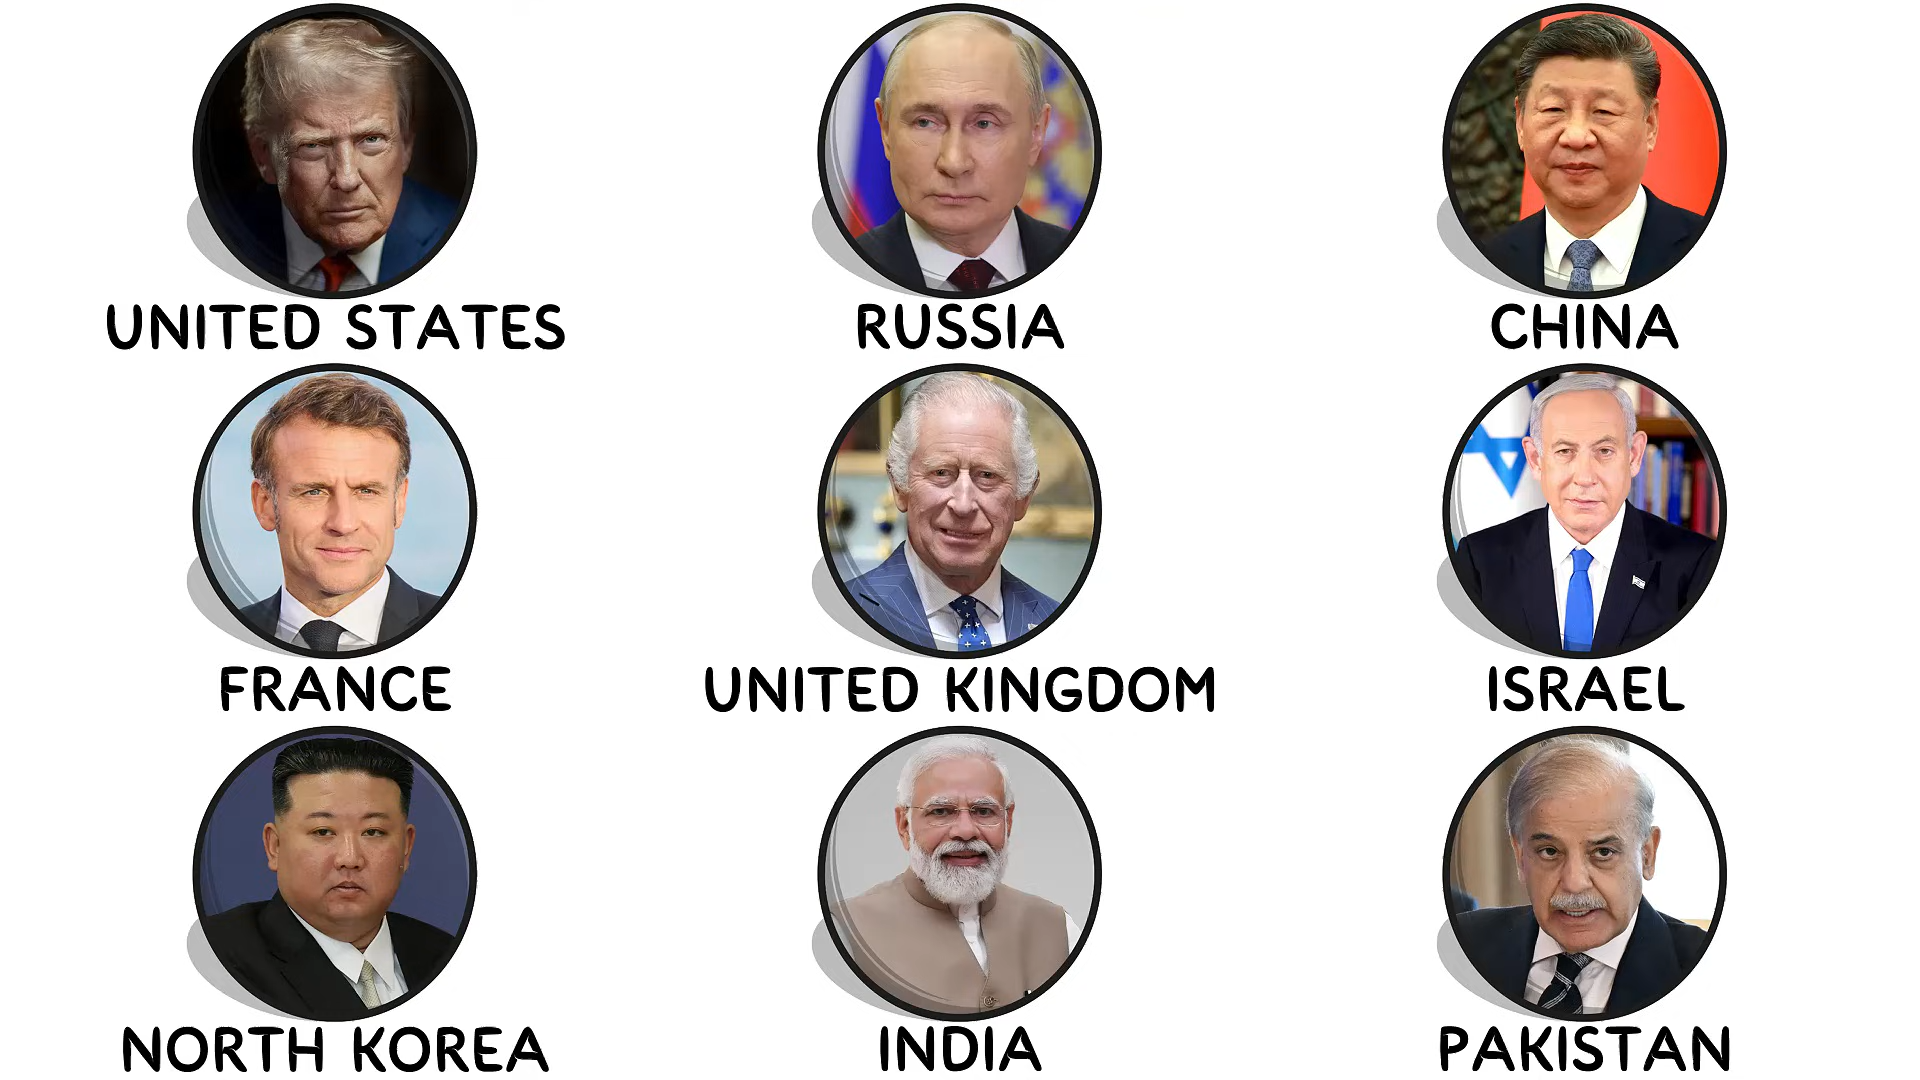 UNITED STATES
RUSSIA
CHINA
FRANCE
UNITED KINGDOM
ISRAEL
NORTH KOREA
INDIA
PAKISTAN